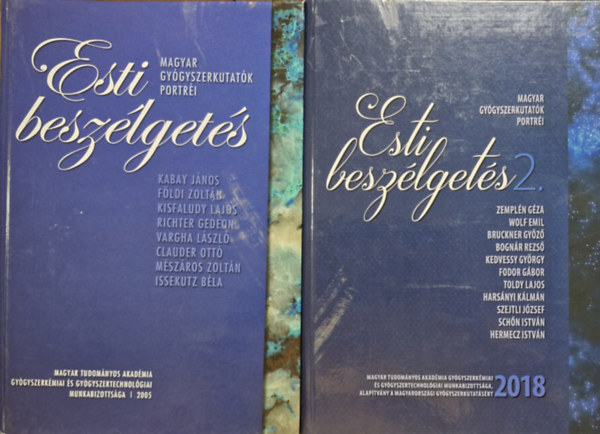 Esti
beszélgetés
MAGYAR
GYÓGYSZERKUTATÓK
PORTRÉI
KABAY JÁNOS
FÖLDI ZOLTÁN
KISFALUDY LAJOS
RICHTER GEDEON
VARGHA LÁSZLÓ
CLAUDER OTTÓ
MÉSZÁROS ZOLTÁN
ISSEKUTZ BÉLA
MAGYAR TUDOMÁNYOS AKADÉMIA
GYÓGYSZERKÉMIAI ÉS GYÓGYSZERTECHNOLÓGIAI
MUNKABIZOTTSÁGA | 2005
MAGYAR
GYÓGYSZERKUTATÓK
PORTRÉI
Esti
beszélgetés 2.
ZEMPLÉN GÉZA
WOLF EMIL
BRUCKNER GYŐZŐ
BOGNÁR REZSŐ
KEDVESSY GYÖRGY
FODOR GÁBOR
TOLDY LAJOS
HARSÁNYI KÁLMÁN
SZEJTLI JÓZSEF
SCHÖN ISTVÁN
HERMECZ ISTVÁN
MAGYAR TUDOMÁNYOS AKADÉMIA GYÓGYSZERKÉMIAI
ÉS GYÓGYSZERTECHNOLÓGIAI MUNKABIZOTTSÁGA,
ALAPÍTVÁNY A MAGYARORSZÁGI GYÓGYSZERKUTATÁSÉRT
2018